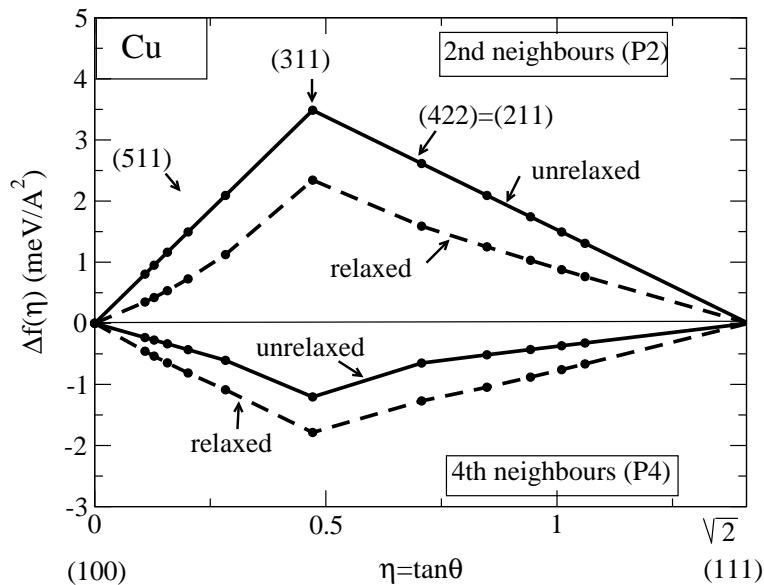 5
Cu
2nd neighbours (P2)
4
(311)
3
(422)=(211)
(511)
unrelaxed
2
1
relaxed
0
unrelaxed
-1
relaxed
-2
4th neighbours (P4)
-3
Δf(η) (meV/A²)
0
0.5
1
√2
(100)
η=tanθ
(111)